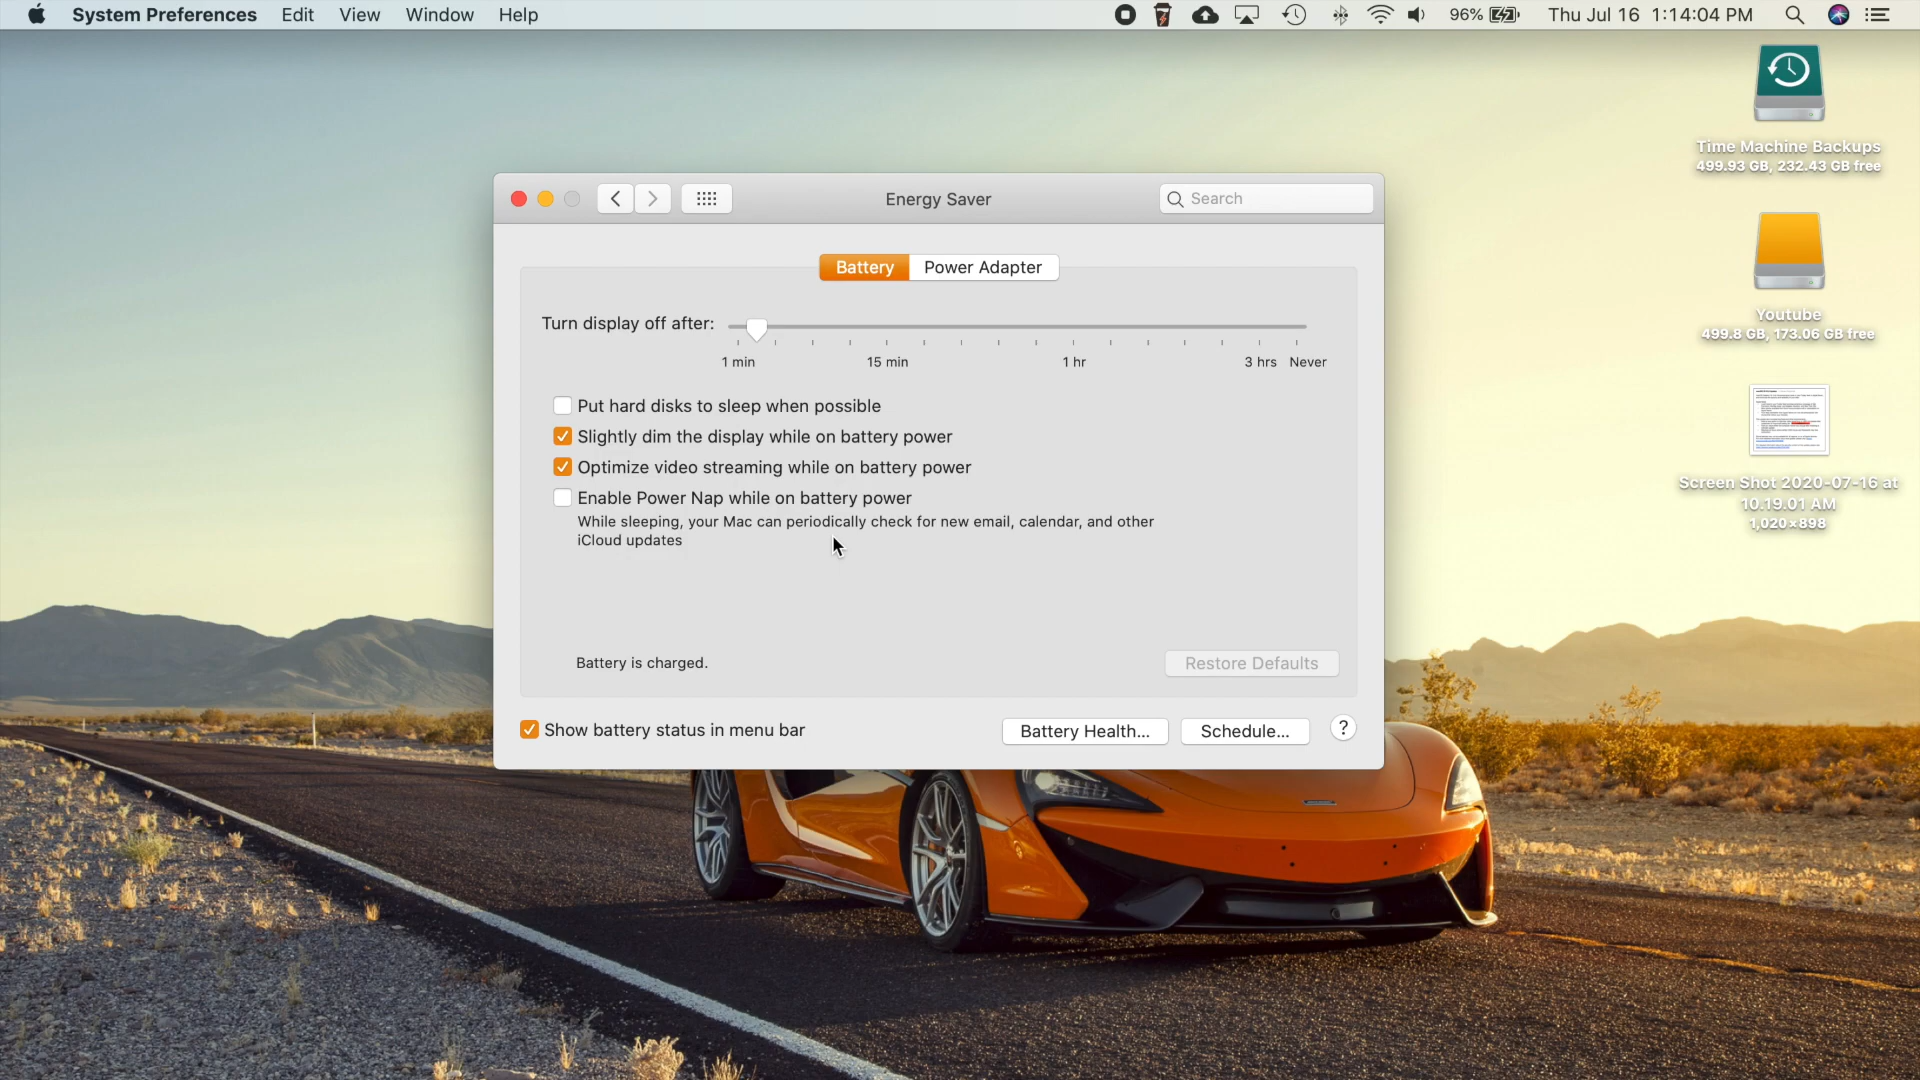 System Preferences Edit View Window Help 96% Thu Jul 16 1:14:04 PM
Time Machine Backups
499.93 GB, 232.43 GB free
Youtube
499.8 GB, 173.06 GB free
Screen Shot 2020-07-16 at
10.19.01 AM
1,020×898
Energy Saver
Search
Battery Power Adapter
Turn display off after:
1 min 15 min 1 hr 3 hrs Never
Put hard disks to sleep when possible
Slightly dim the display while on battery power
Optimize video streaming while on battery power
Enable Power Nap while on battery power
While sleeping, your Mac can periodically check for new email, calendar, and other
iCloud updates
Battery is charged.
Restore Defaults
Show battery status in menu bar
Battery Health... Schedule... ?